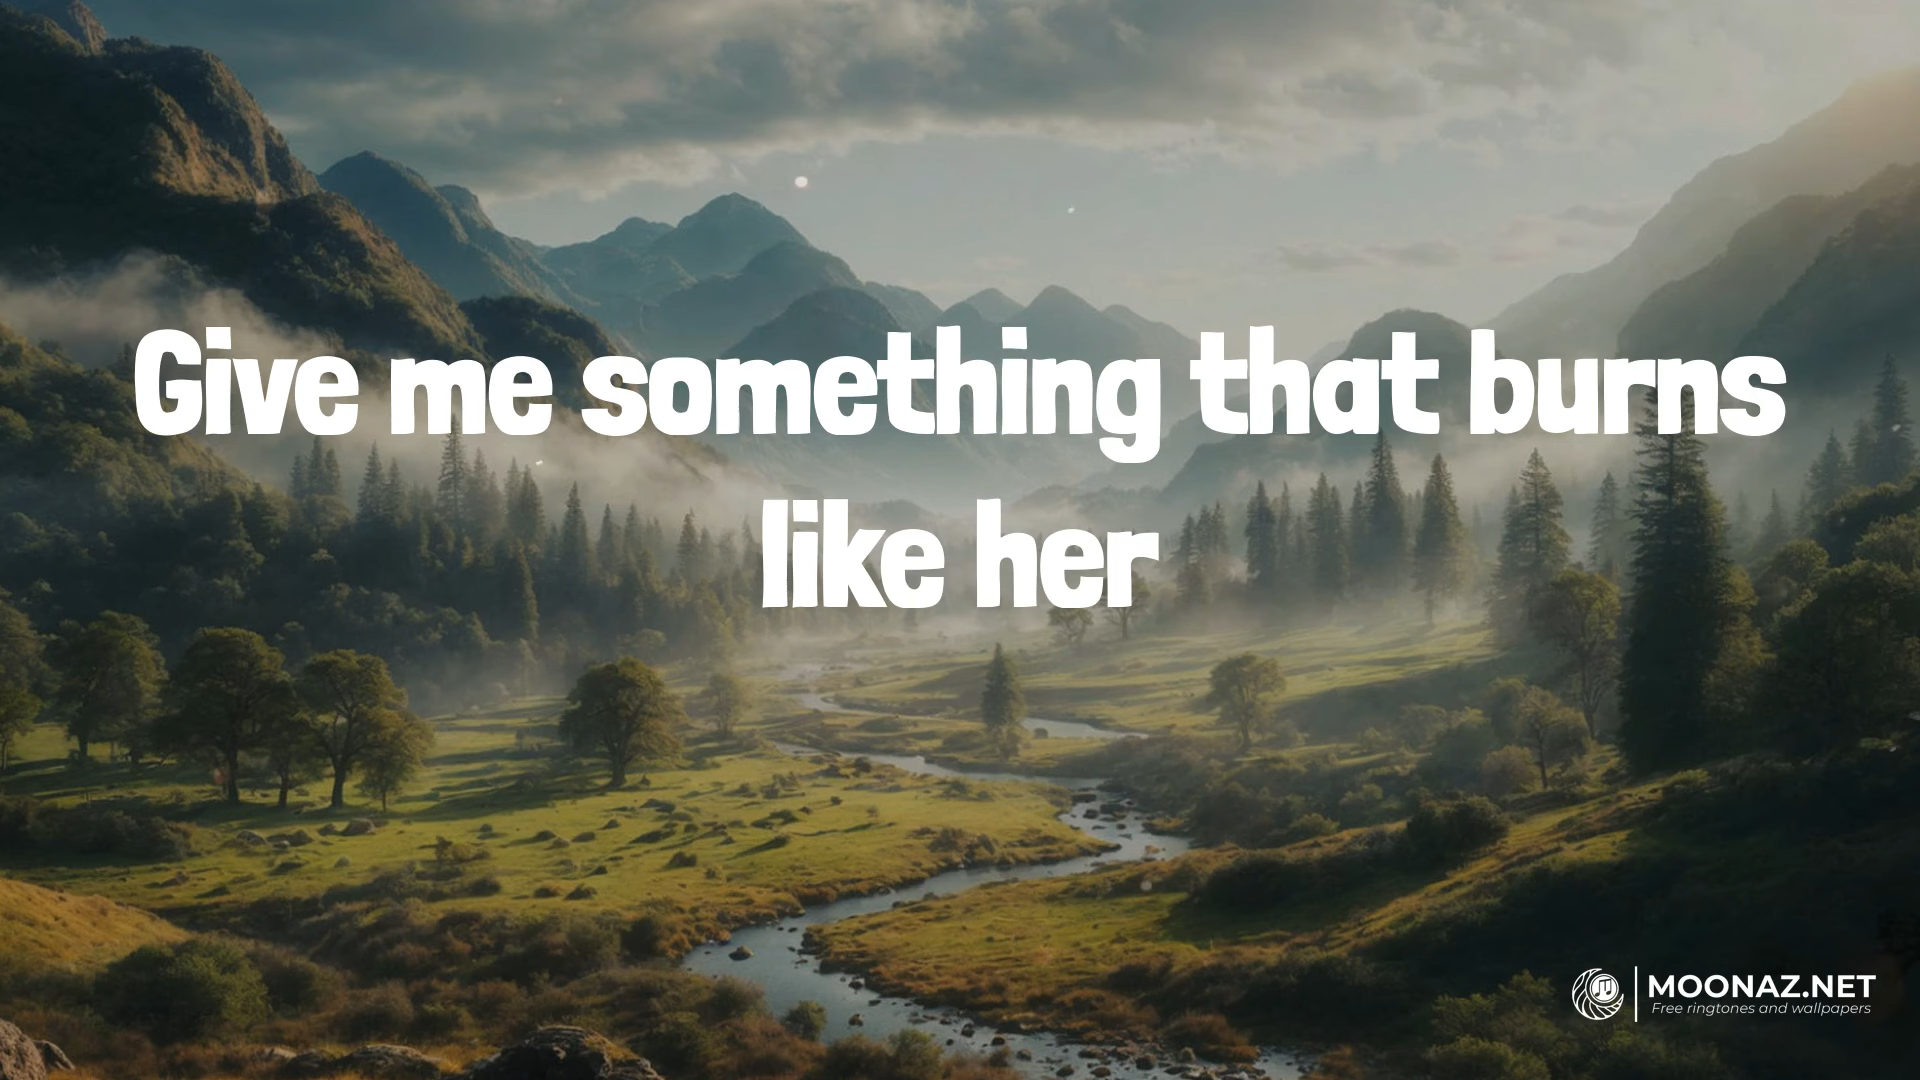 Give me something that burns
like her
MOONAZ.NET
Free ringtones and wallpapers